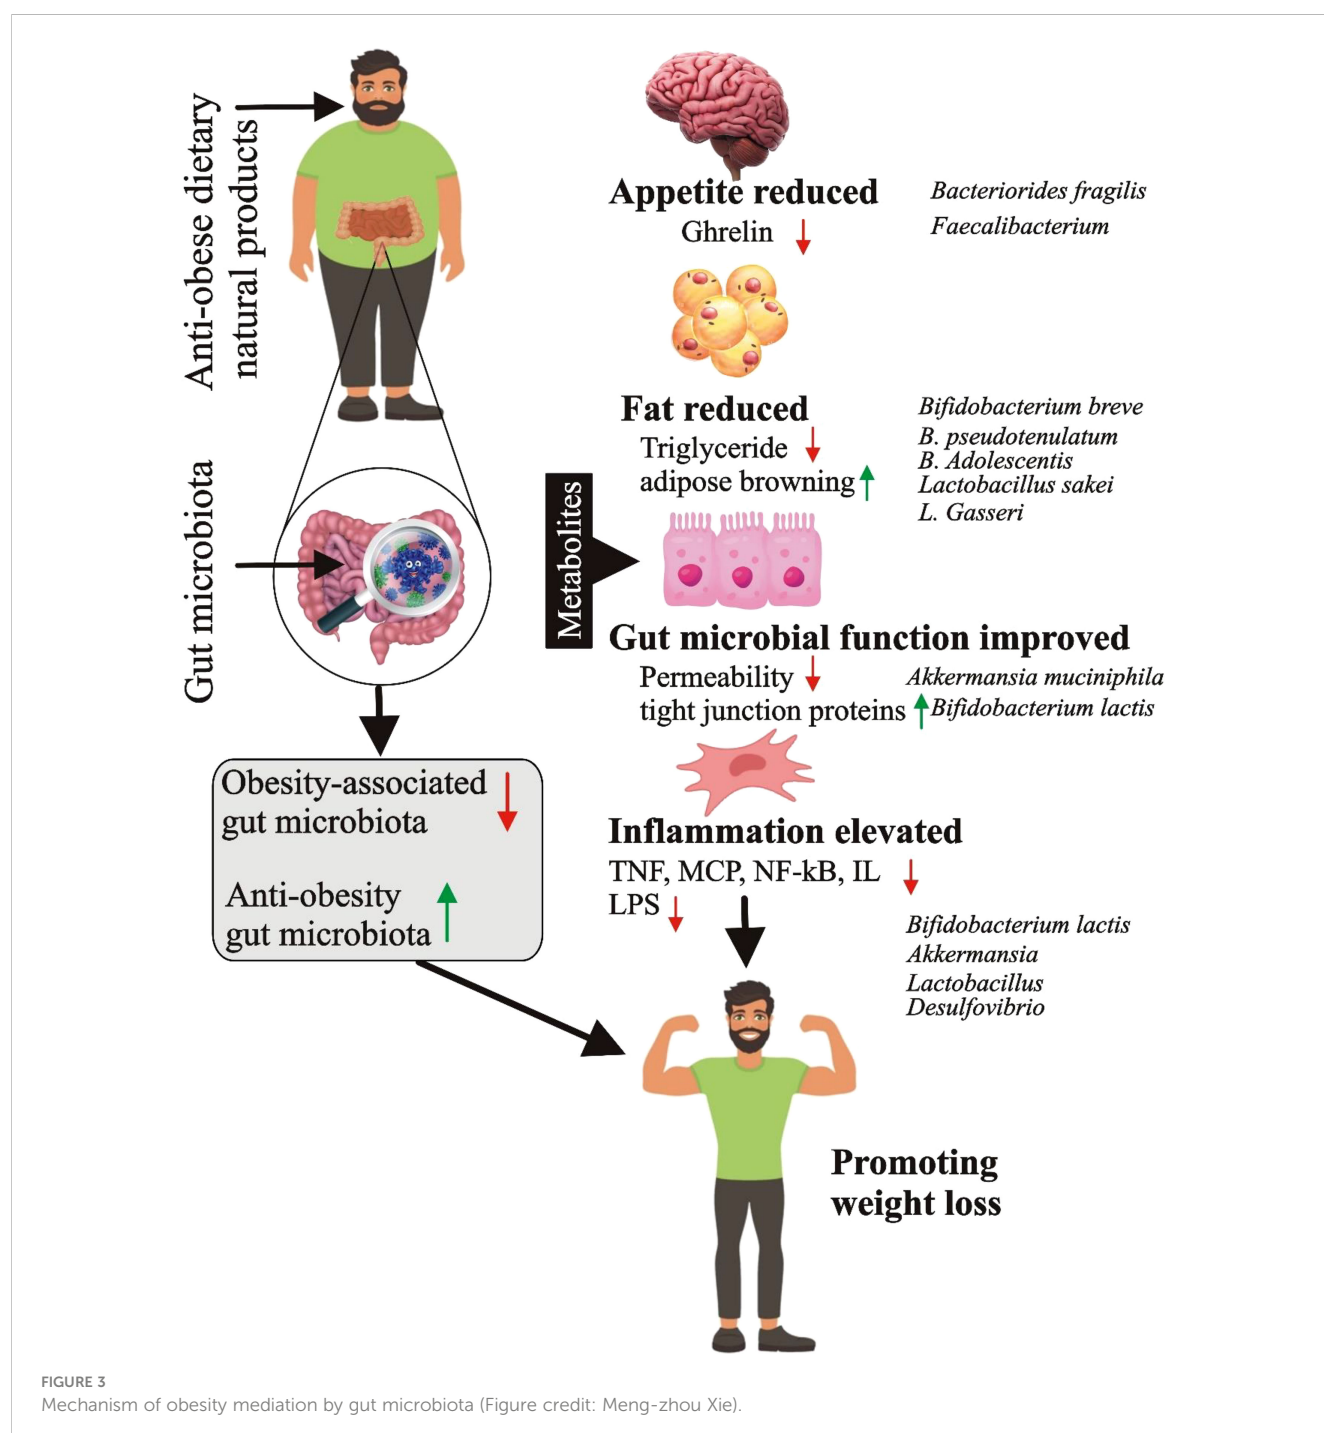 Anti-obese dietary
natural products
Gut microbiota
Obesity-associated
gut microbiota
Anti-obesity
gut microbiota
Metabolites
Appetite reduced
Ghrelin
Bacteriorides fragilis
Faecalibacterium
Fat reduced
Triglyceride
adipose browning
Bifidobacterium breve
B. pseudotenulatum
B. Adolescentis
Lactobacillus sakei
L. Gasseri
Gut microbial function improved
Permeability
tight junction proteins
Akkermansia muciniphila
Bifidobacterium lactis
Inflammation elevated
TNF, MCP, NF-kB, IL
LPS
Bifidobacterium lactis
Akkermansia
Lactobacillus
Desulfovibrio
Promoting
weight loss
FIGURE 3
Mechanism of obesity mediation by gut microbiota (Figure credit: Meng-zhou Xie).